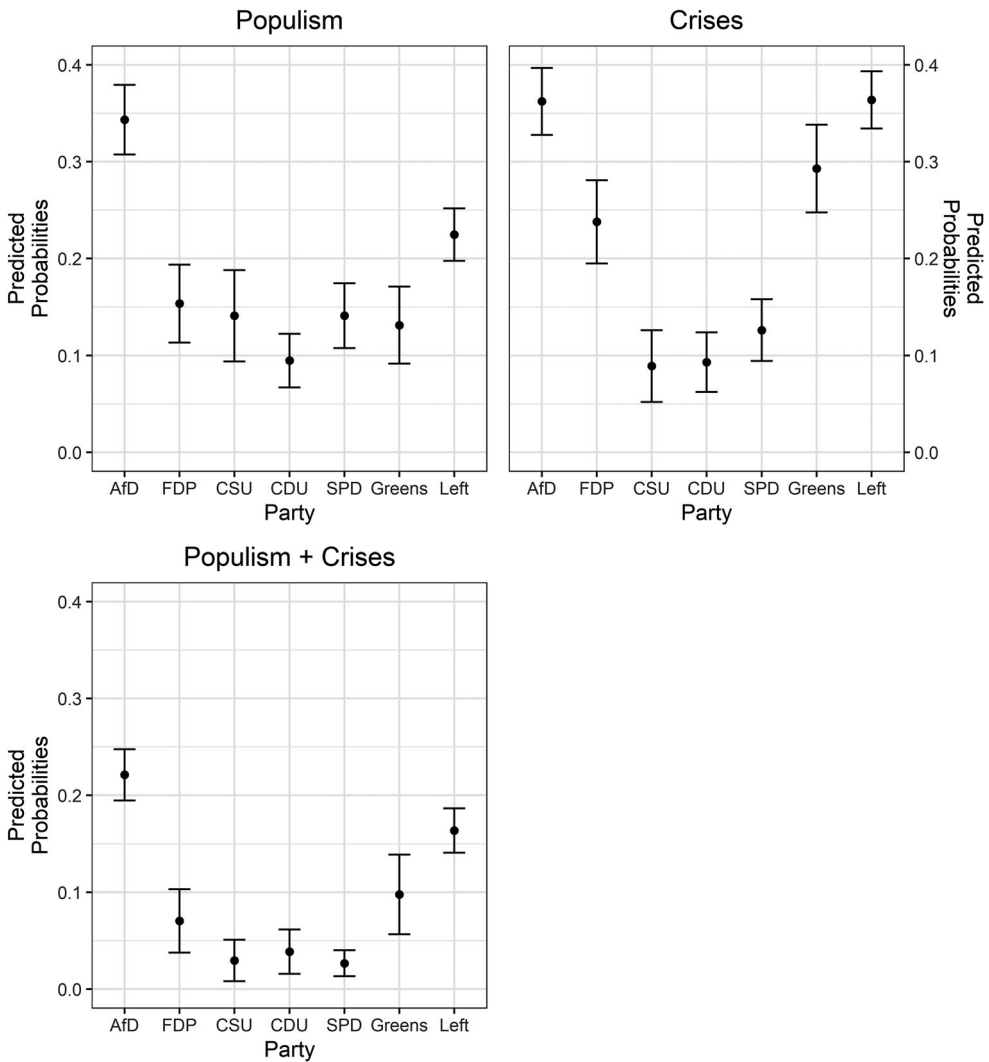 Populism
Crises
0.4
0.3
0.2
0.1
0.0
Predicted
Probabilities
0.4
0.3
0.2
0.1
0.0
Predicted
Probabilities
AfD FDP CSU CDU SPD Greens Left
Party
AfD FDP CSU CDU SPD Greens Left
Party
Populism + Crises
0.4
0.3
0.2
0.1
0.0
Predicted
Probabilities
AfD FDP CSU CDU SPD Greens Left
Party